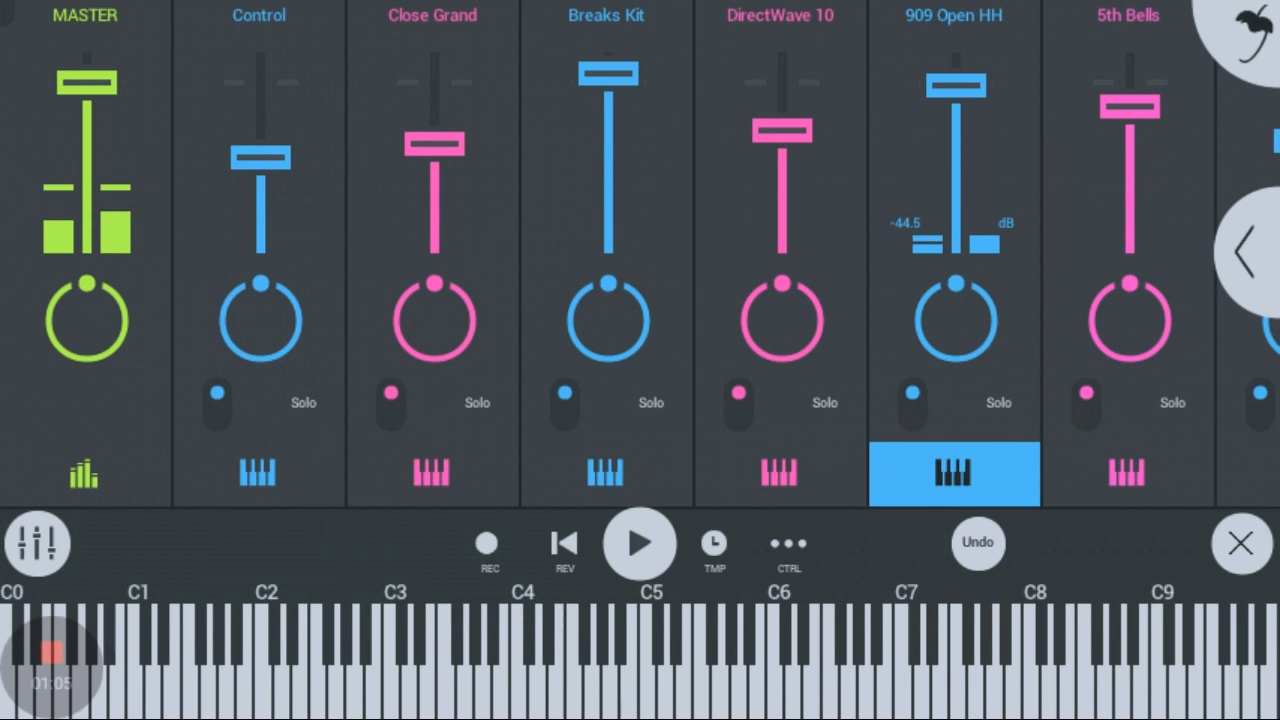 MASTER Control Close Grand Breaks Kit DirectWave 10 909 Open HH 5th Bells
-44.5 dB
Solo Solo Solo Solo Solo Solo
Undo
REC REV TMP CTRL
C0 C1 C2 C3 C4 C5 C6 C7 C8 C9
01:05